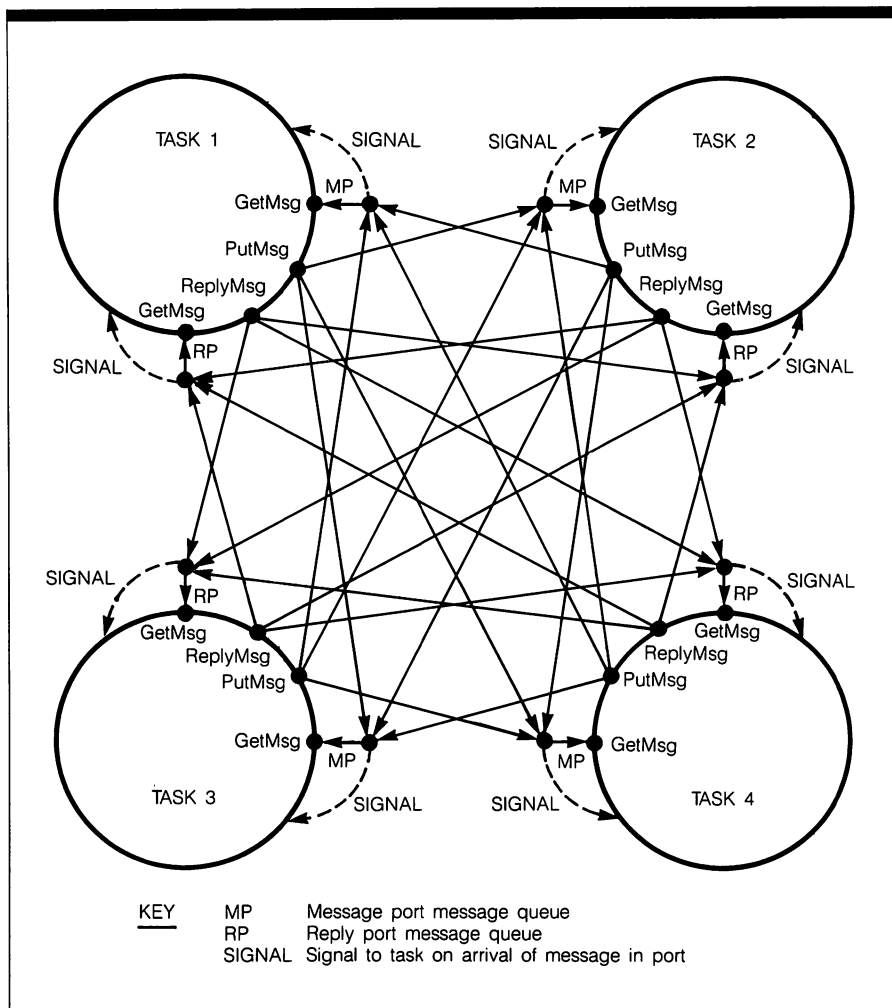 TASK 1
SIGNAL
SIGNAL
TASK 2
MP
MP
GetMsg
GetMsg
PutMsg
PutMsg
ReplyMsg
ReplyMsg
GetMsg
GetMsg
RP
RP
SIGNAL
SIGNAL
SIGNAL
SIGNAL
RP
RP
GetMsg
GetMsg
ReplyMsg
ReplyMsg
PutMsg
PutMsg
GetMsg
GetMsg
MP
MP
TASK 3
SIGNAL
SIGNAL
TASK 4
KEY MP Message port message queue
RP Reply port message queue
SIGNAL Signal to task on arrival of message in port